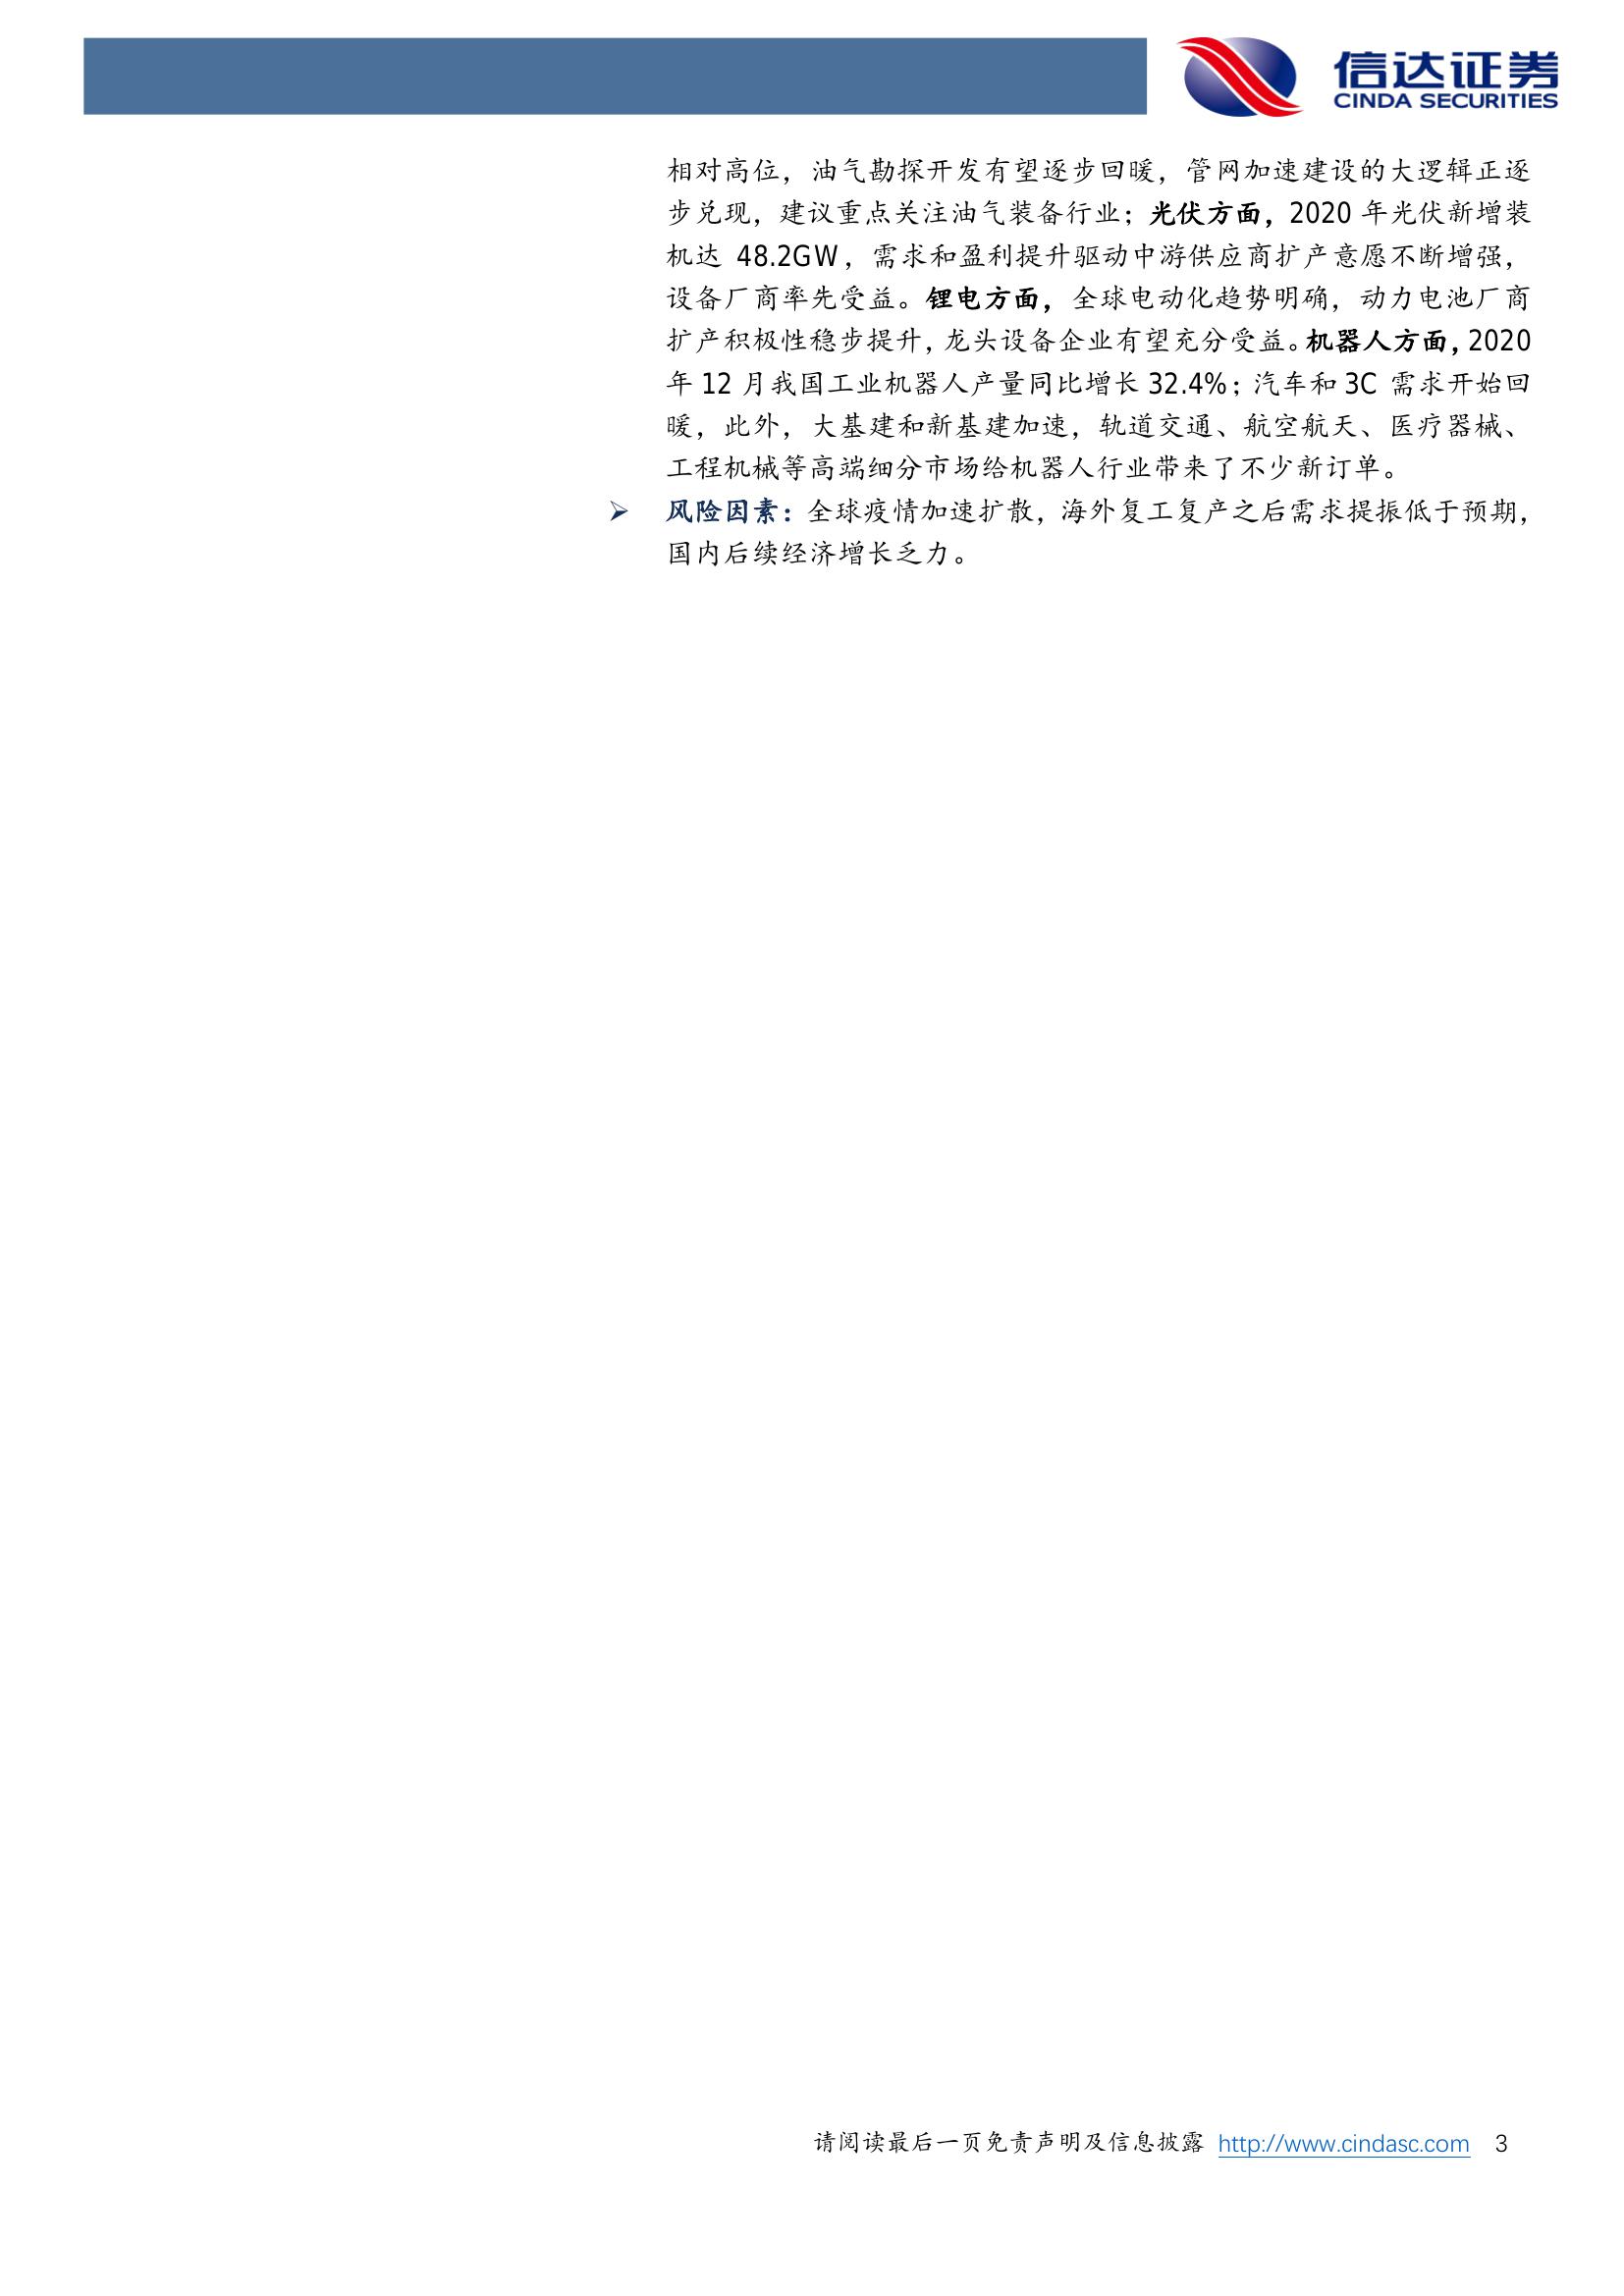 信达证券
CINDA SECURITIES
相对高位，油气勘探开发有望逐步回暖，管网加速建设的大逻辑正逐
步兑现，建议重点关注油气装备行业；光伏方面，2020 年光伏新增装
机达 48.2GW，需求和盈利提升驱动中游供应商扩产意愿不断增强，
设备厂商率先受益。锂电方面，全球电动化趋势明确，动力电池厂商
扩产积极性稳步提升，龙头设备企业有望充分受益。机器人方面，2020
年 12 月我国工业机器人产量同比增长 32.4%；汽车和 3C 需求开始回
暖，此外，大基建和新基建加速，轨道交通、航空航天、医疗器械、
工程机械等高端细分市场给机器人行业带来了不少新订单。
➢ 风险因素：全球疫情加速扩散，海外复工复产之后需求提振低于预期，
国内后续经济增长乏力。
请阅读最后一页免责声明及信息披露 http://www.cindasc.com 3